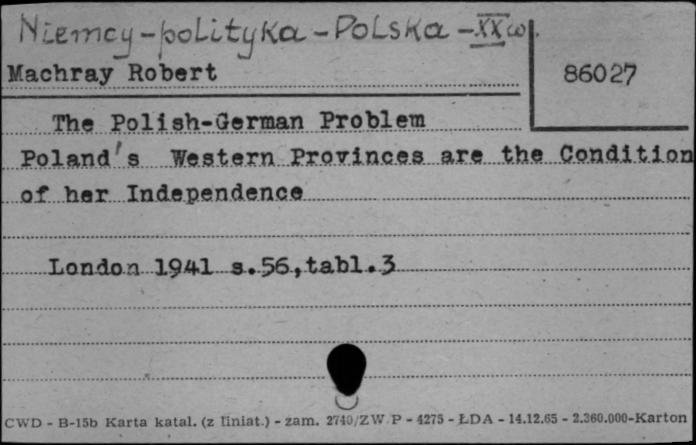 Niemcy-polityka-Polska-XXw.
Machray Robert
86027
The Polish-German Problem
Poland's Western Provinces are the Condition
of her Independence
London 1941 s.56,tabl.3
CWD - B-15b Karta katal. (z liniat.) - zam. 2740/ZW P - 4275 - ŁDA - 14.12.65 - 2.360.000-Karton